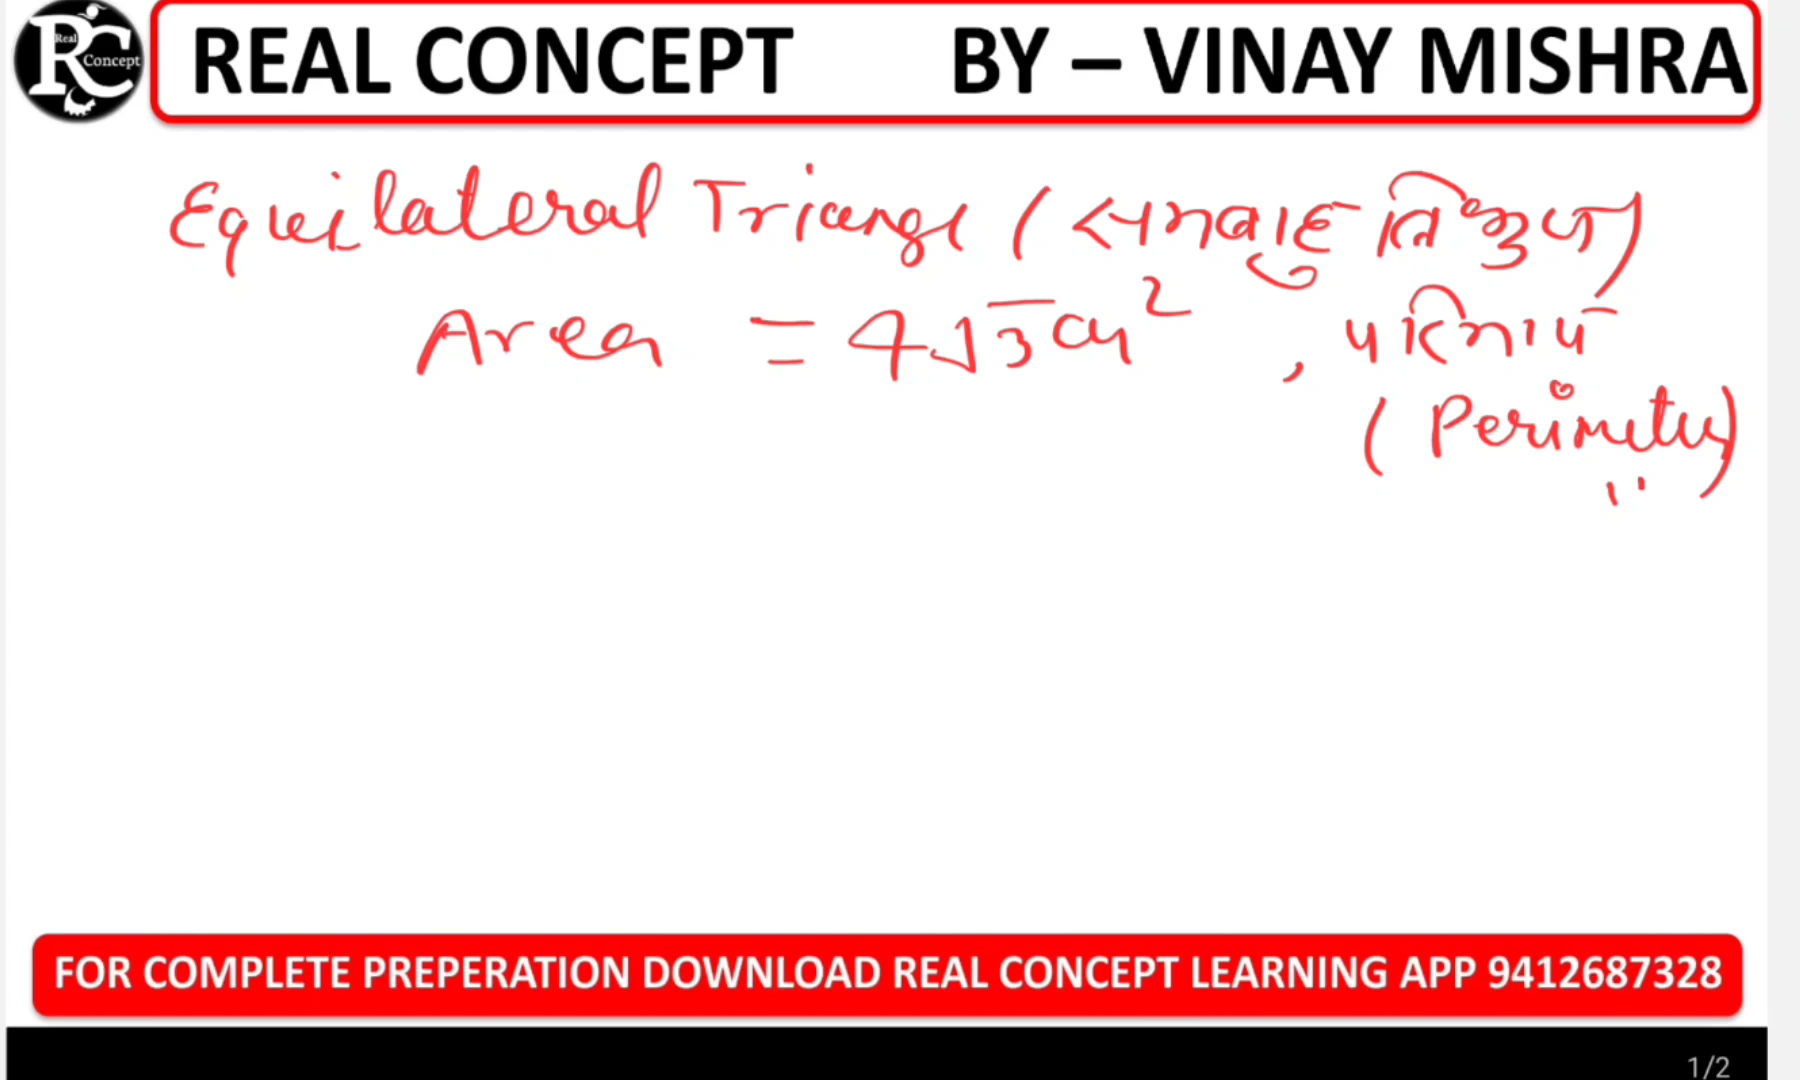 Real
Concept
REAL CONCEPT BY – VINAY MISHRA
Equilateral Triangle (समबाहु त्रिभुज)
Area = 4√3 cm², परिमाप
(Perimeter)
FOR COMPLETE PREPERATION DOWNLOAD REAL CONCEPT LEARNING APP 9412687328
1/2